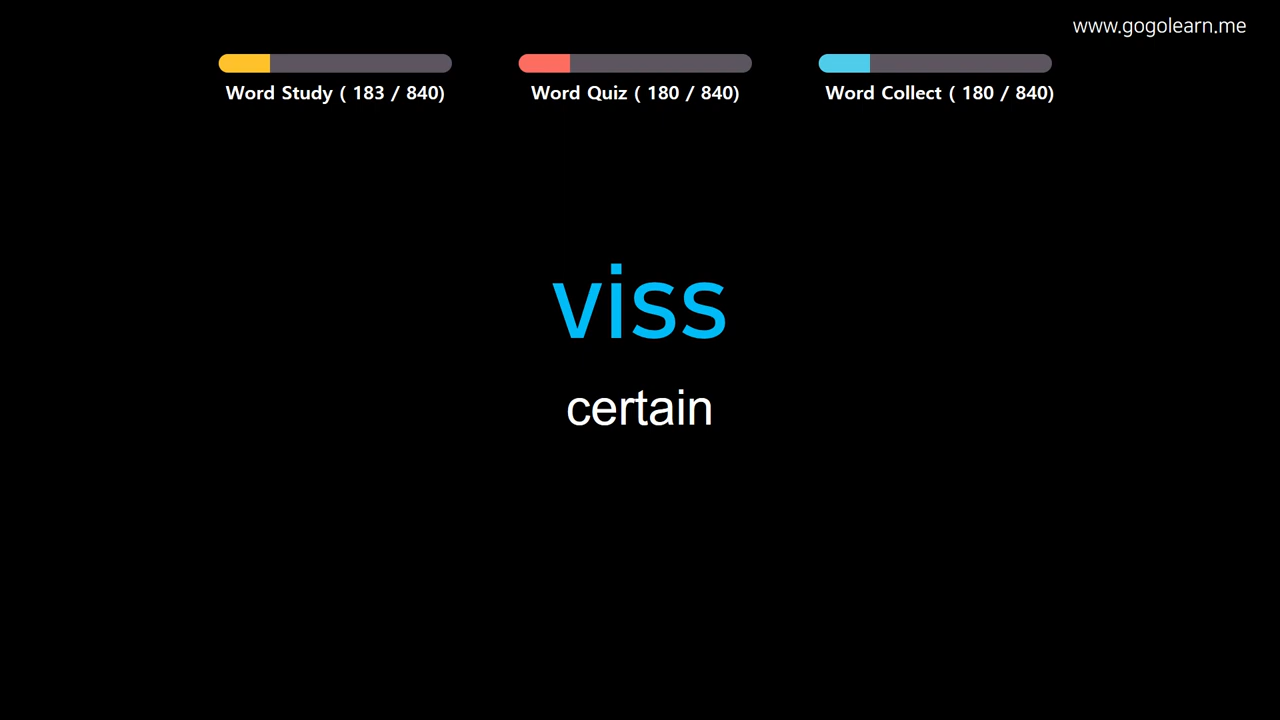 www.gogolearn.me
Word Study ( 183 / 840)
Word Quiz ( 180 / 840)
Word Collect ( 180 / 840)
viss
certain